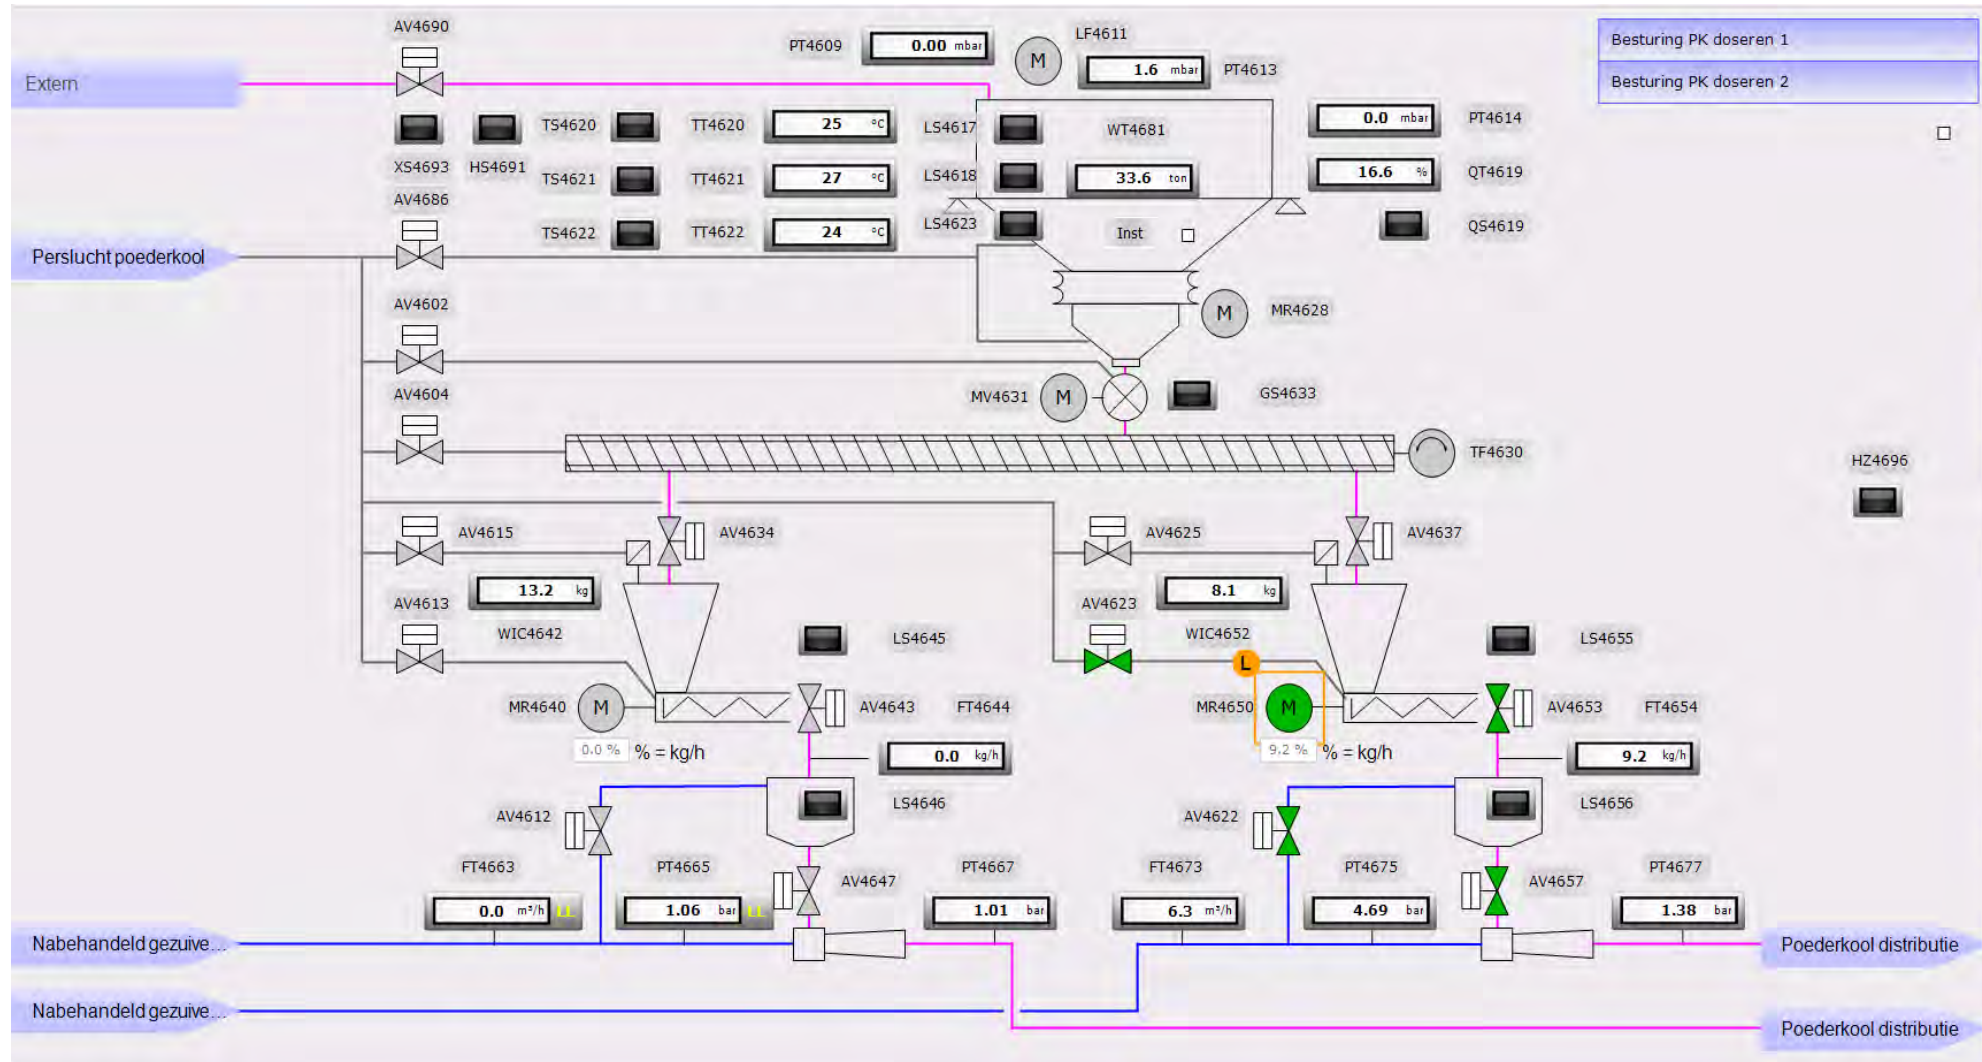 AV4690
PT4609
0.00 mbar
M
LF4611
1.6 mbar
PT4613
Besturing PK doseren 1
Besturing PK doseren 2
Extern
XS4693
HS4691
TS4620
TT4620
25 °C
LS4617
WT4681
0.0 mbar
PT4614
TS4621
TT4621
27 °C
LS4618
33.6 ton
16.6 %
QT4619
AV4686
TS4622
TT4622
24 °C
LS4623
Inst
QS4619
Perslucht poederkool
AV4602
M
MR4628
AV4604
MV4631
M
GS4633
TF4630
HZ4696
AV4615
AV4634
AV4625
AV4637
13.2 kg
8.1 kg
AV4613
WIC4642
LS4645
AV4623
WIC4652
LS4655
L
MR4640
M
AV4643
FT4644
MR4650
M
AV4653
FT4654
0.0 %
% = kg/h
0.0 kg/h
9.2 %
% = kg/h
9.2 kg/h
AV4612
LS4646
AV4622
LS4656
FT4663
PT4665
AV4647
PT4667
FT4673
PT4675
AV4657
PT4677
0.0 m³/h LL
1.06 bar LL
1.01 bar
6.3 m³/h
4.69 bar
1.38 bar
Nabehandeld gezuive...
Poederkool distributie
Nabehandeld gezuive...
Poederkool distributie